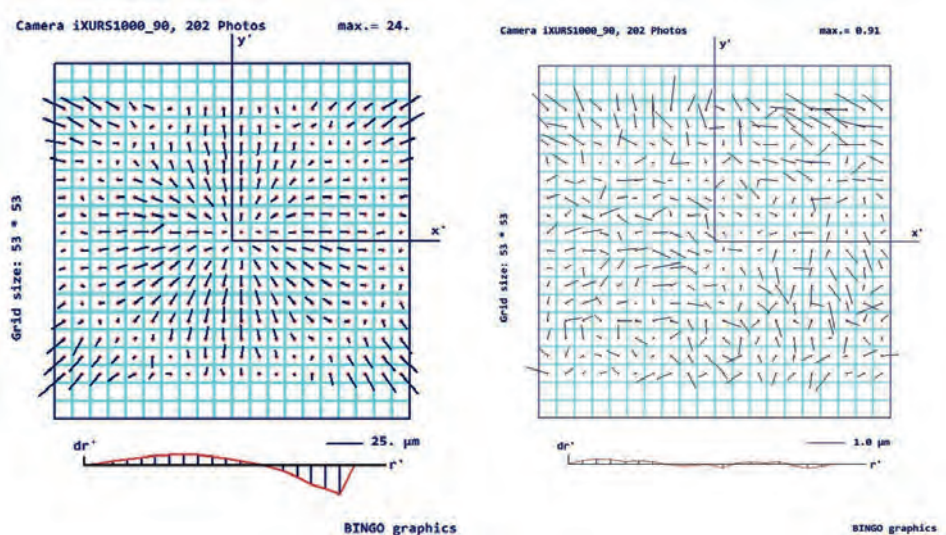 Camera iXURS1000_90, 202 Photos max.= 24.
y'
x'
Grid size: 53 * 53
dr'
25. µm
r'
BINGO graphics
Camera iXURS1000_90, 202 Photos max.= 0.91
y'
x'
Grid size: 53 * 53
dr'
1.0 µm
r'
BINGO graphics